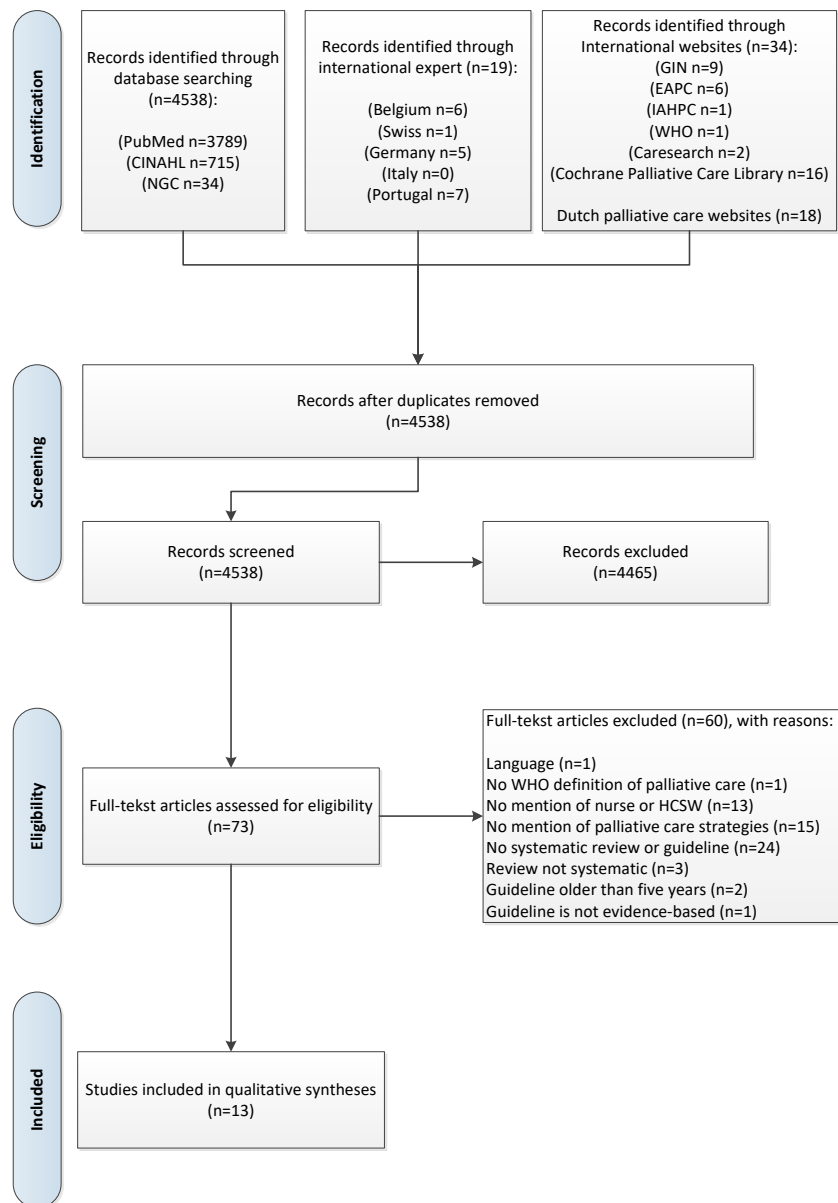 Identification
Records identified through
database searching
(n=4538):
(PubMed n=3789)
(CINAHL n=715)
(NGC n=34)
Records identified through
international expert (n=19):
(Belgium n=6)
(Swiss n=1)
(Germany n=5)
(Italy n=0)
(Portugal n=7)
Records identified through
International websites (n=34):
(GIN n=9)
(EAPC n=6)
(IAHPC n=1)
(WHO n=1)
(Caresearch n=2)
(Cochrane Palliative Care Library n=16)
Dutch palliative care websites (n=18)
Screening
Records after duplicates removed
(n=4538)
Records screened
(n=4538)
Records excluded
(n=4465)
Eligibility
Full-tekst articles assessed for eligibility
(n=73)
Full-tekst articles excluded (n=60), with reasons:
Language (n=1)
No WHO definition of palliative care (n=1)
No mention of nurse or HCSW (n=13)
No mention of palliative care strategies (n=15)
No systematic review or guideline (n=24)
Review not systematic (n=3)
Guideline older than five years (n=2)
Guideline is not evidence-based (n=1)
Included
Studies included in qualitative syntheses
(n=13)